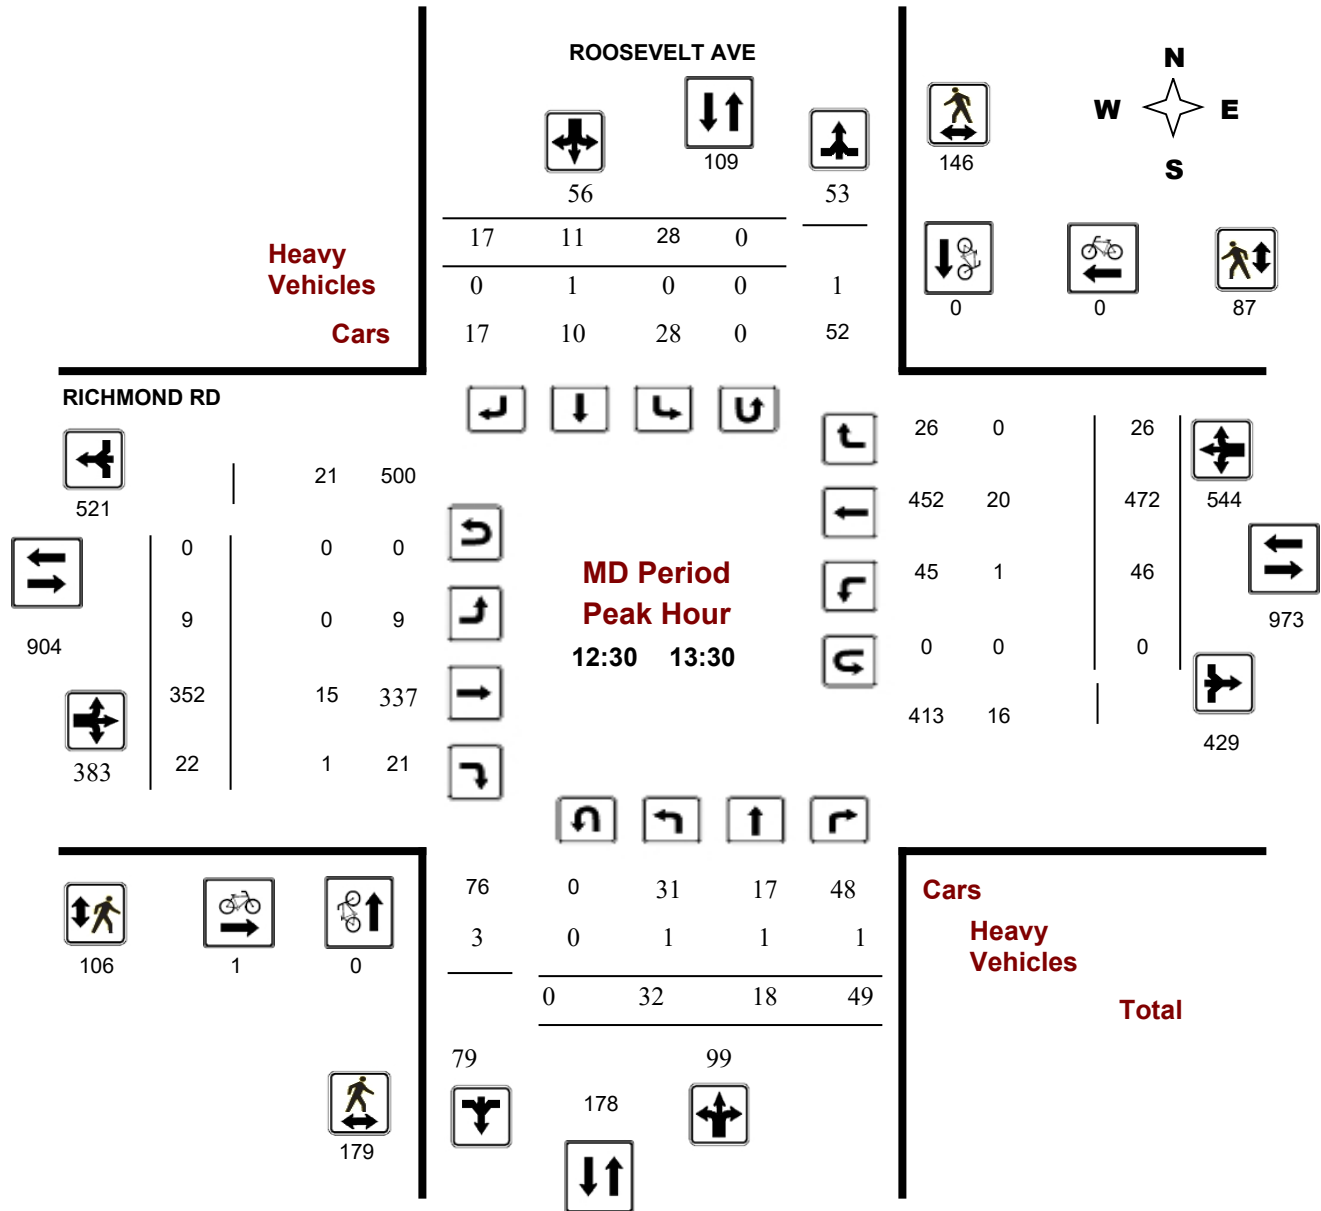 ROOSEVELT AVE
N
W E
S
109
146
56 53
17 11 28 0
Heavy
Vehicles
0 1 0 0 1
Cars
17 10 28 0 52
0 0 87
RICHMOND RD
26 0 26
21 500
521
452 20 472 544
0 0 0
MD Period
45 1 46
9 0 9
Peak Hour
973
904
12:30 13:30
0 0 0
352 15 337
413 16
429
383 22 1 21
76 0 31 17 48
Cars
3 0 1 1 1
Heavy
Vehicles
106 1 0
0 32 18 49
Total
79 99
178
179